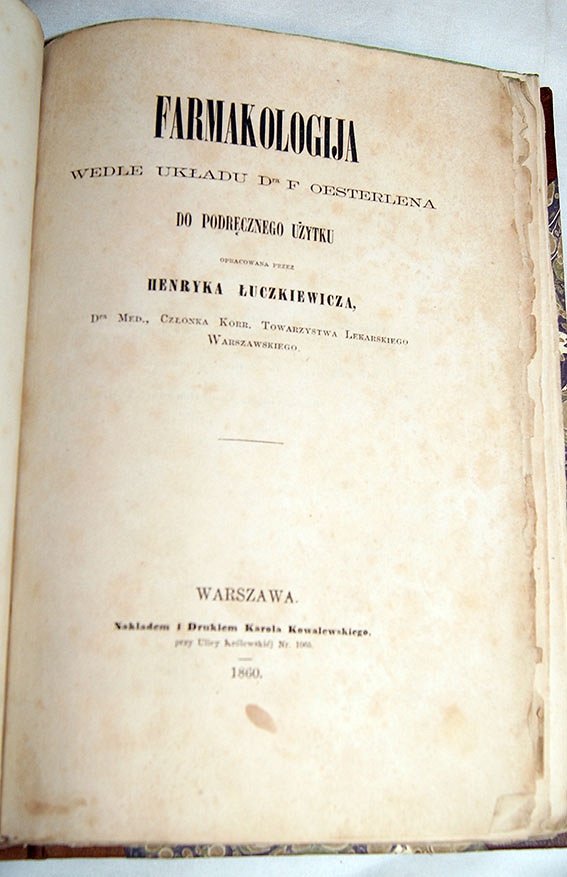 FARMAKOLOGIJA
WEDLE UKŁADU Dra F OESTERLENA
DO PODRĘCZNEGO UŻYTKU
OPRACOWANA PRZEZ
HENRYKA ŁUCZKIEWICZA,
Dra MED., CZŁONKA KORR. TOWARZYSTWA LEKARSKIEGO
WARSZAWSKIEGO.
WARSZAWA.
Nakładem i Drukiem Karola Kowalewskiego,
przy Ulicy Królewskiéj Nr.
1860.